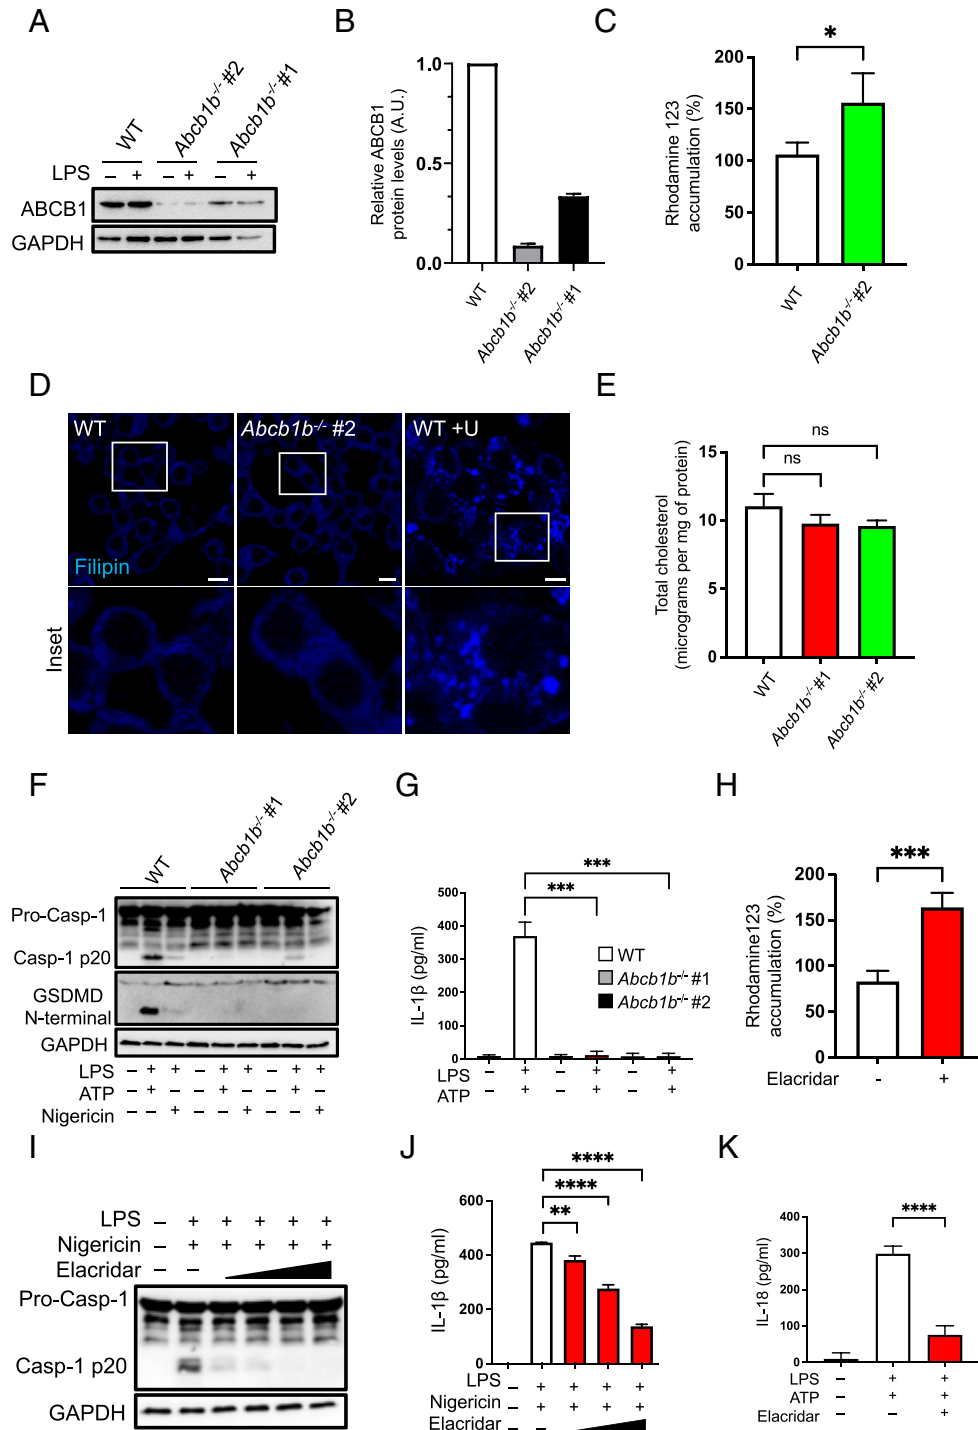 A
WT
Abcb1b-/- #2
Abcb1b-/- #1
LPS
– + – + – +
ABCB1
GAPDH
B
Relative ABCB1
protein levels (A.U.)
1.0
0.5
0.0
WT
Abcb1b-/- #2
Abcb1b-/- #1
C
*
Rhodamine 123
accumulation (%)
200
150
100
50
0
WT
Abcb1b-/- #2
D
WT
Abcb1b-/- #2
WT +U
Filipin
Inset
E
ns
ns
Total cholesterol
(micrograms per mg of protein)
15
10
5
0
WT
Abcb1b-/- #1
Abcb1b-/- #2
F
WT
Abcb1b-/- #1
Abcb1b-/- #2
Pro-Casp-1
Casp-1 p20
GSDMD
N-terminal
GAPDH
LPS – + + – + + – + +
ATP – + – – + – – + –
Nigericin – – + – – + – – +
G
***
***
IL-1β (pg/ml)
400
300
200
100
0
WT
Abcb1b-/- #1
Abcb1b-/- #2
LPS – + – + – +
ATP – + – + – +
H
***
Rhodamine123
accumulation (%)
200
150
100
50
0
Elacridar - +
I
LPS – + + + + +
Nigericin – + + + + +
Elacridar – –
Pro-Casp-1
Casp-1 p20
GAPDH
J
****
****
**
IL-1β (pg/ml)
600
400
200
0
LPS – + + + +
Nigericin – + + + +
Elacridar – –
K
****
IL-18 (pg/ml)
400
300
200
100
0
LPS – + +
ATP – + +
Elacridar – – +